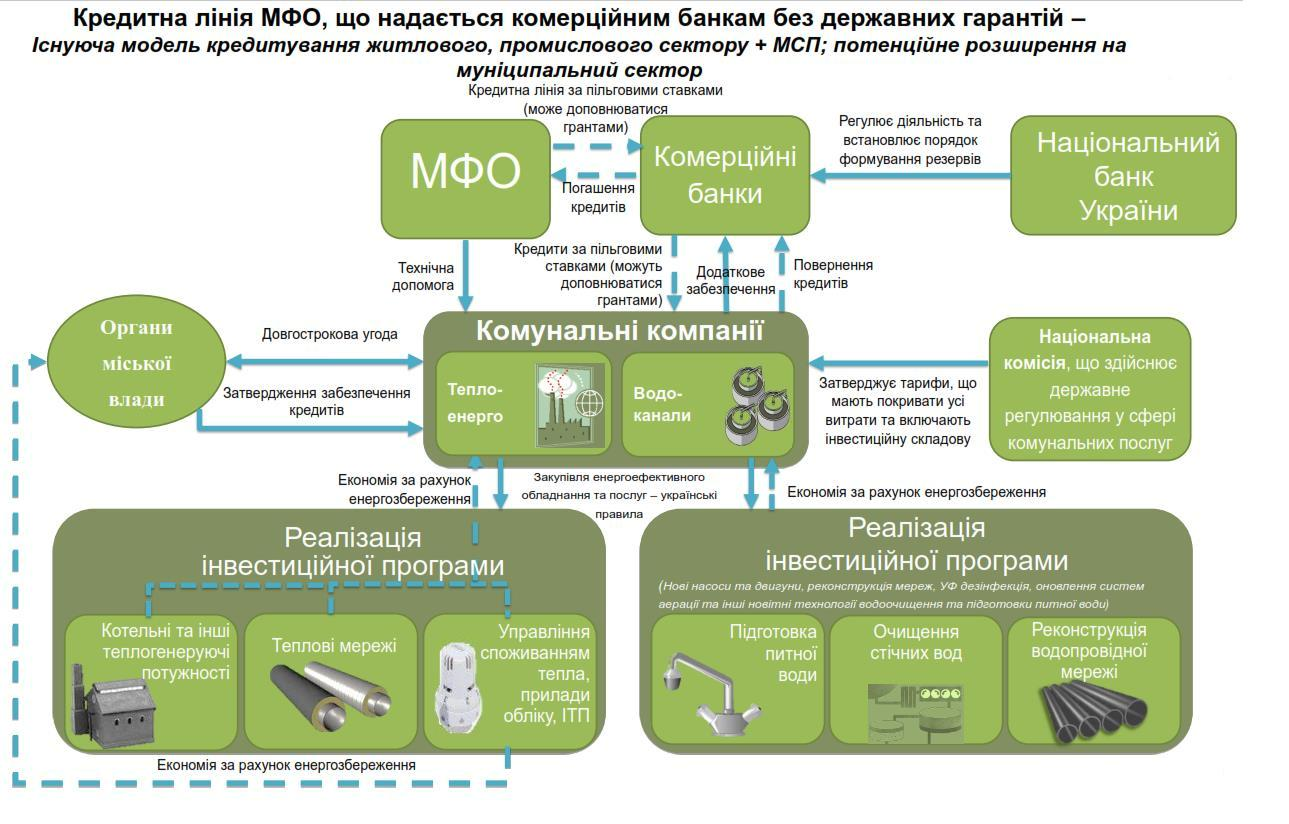 Кредитна лінія МФО, що надається комерційним банкам без державних гарантій –
Існуюча модель кредитування житлового, промислового сектору + МСП; потенційне розширення на
муніципальний сектор
Кредитна лінія за пільговими ставками
(може доповнюватися
грантами)
МФО
Погашення
кредитів
Комерційні
банки
Регулює діяльність та
встановлює порядок
формування резервів
Національний
банк
України
Технічна
допомога
Кредити за пільговими
ставками (можуть
доповнюватися
грантами)
Додаткове
забезпечення
Повернення
кредитів
Органи
міської
влади
Довгострокова угода
Затвердження забезпечення
кредитів
Комунальні компанії
Тепло-
енерго
Водо-
канали
Затверджує тарифи, що
мають покривати усі
витрати та включають
інвестиційну складову
Національна
комісія, що здійснює
державне
регулювання у сфері
комунальних послуг
Економія за рахунок
енергозбереження
Закупівля енергоефективного
обладнання та послуг – українські
правила
Економія за рахунок енергозбереження
Реалізація
інвестиційної програми
Котельні та інші
теплогенеруючі
потужності
Теплові мережі
Управління
споживанням
тепла,
прилади
обліку, ІТП
Реалізація
інвестиційної програми
(Нові насоси та двигуни, реконструкція мереж, УФ дезінфекція, оновлення систем
аерації та інші новітні технології водоочищення та підготовки питної води)
Підготовка
питної
води
Очищення
стічних вод
Реконструкція
водопровідної
мережі
Економія за рахунок енергозбереження